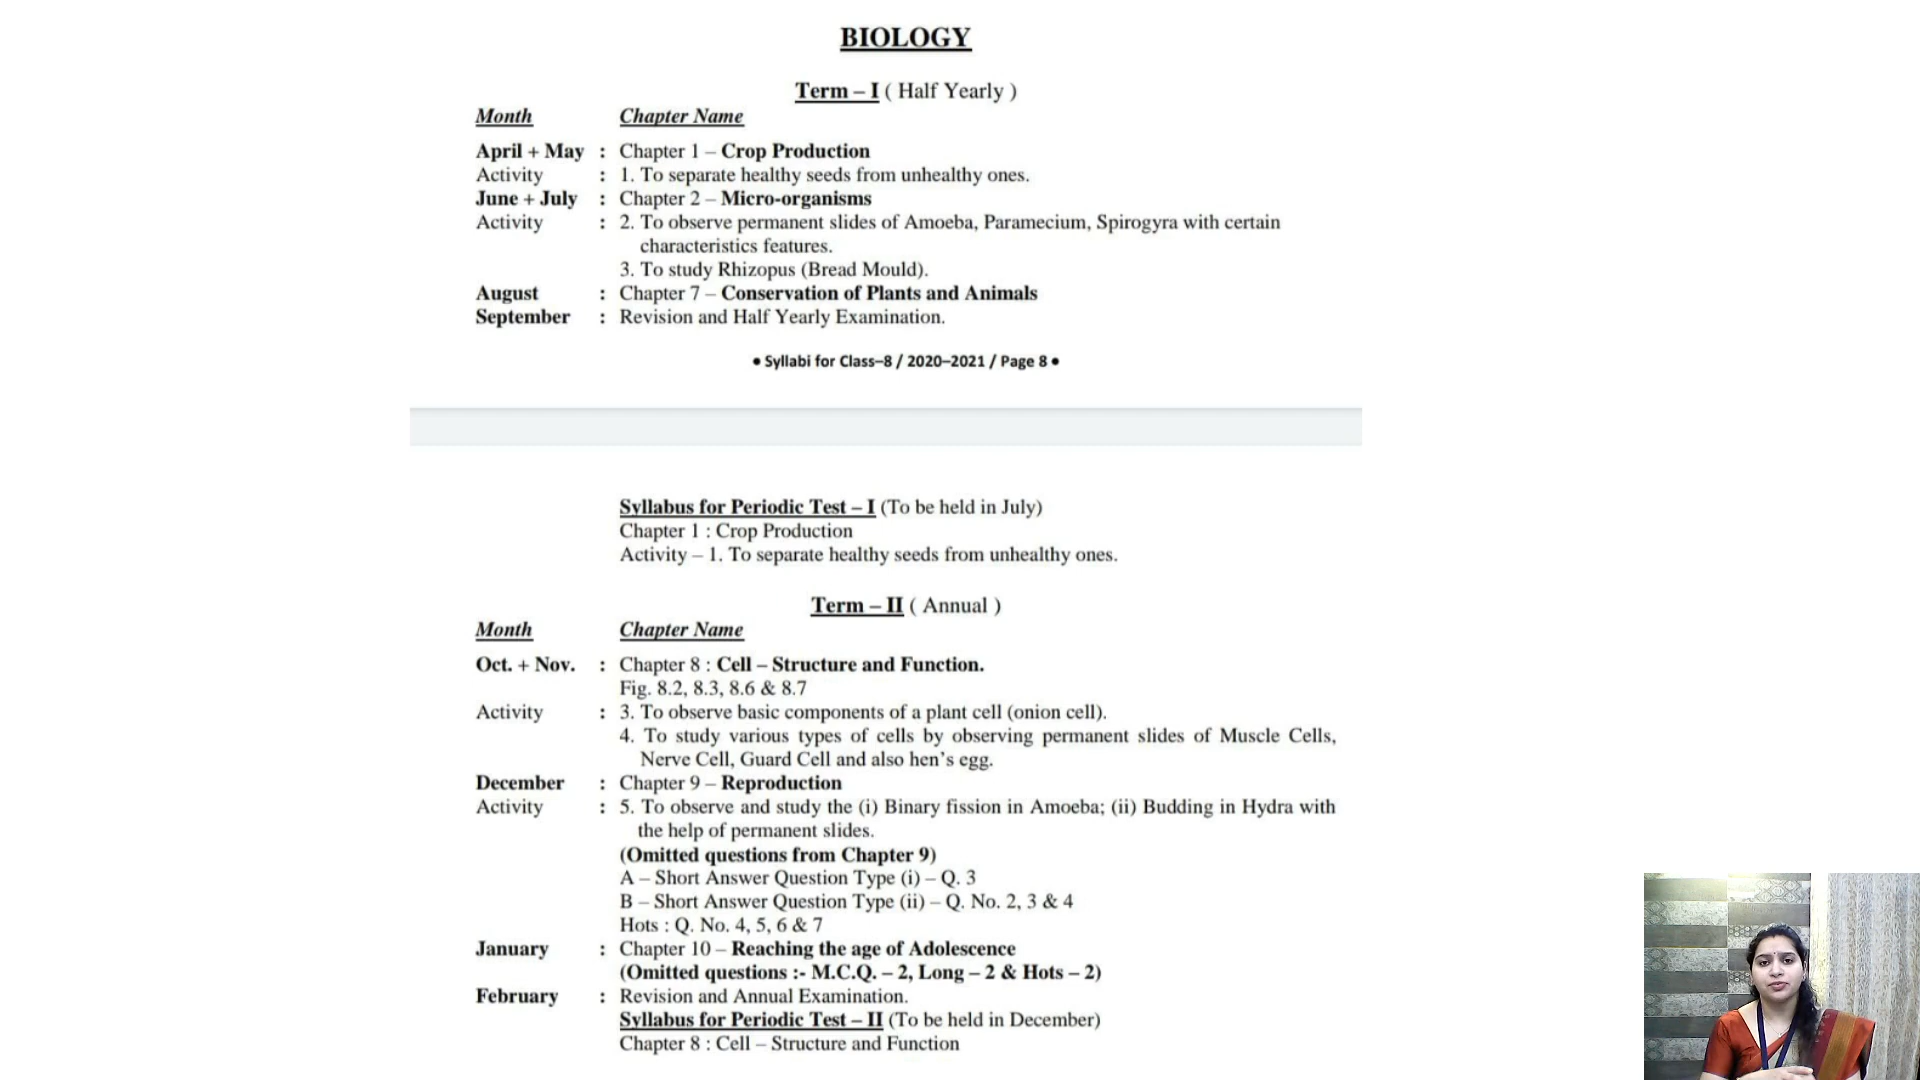 BIOLOGY
Term – I ( Half Yearly )
Month Chapter Name
April + May : Chapter 1 – Crop Production
Activity : 1. To separate healthy seeds from unhealthy ones.
June + July : Chapter 2 – Micro-organisms
Activity : 2. To observe permanent slides of Amoeba, Paramecium, Spirogyra with certain
characteristics features.
3. To study Rhizopus (Bread Mould).
August : Chapter 7 – Conservation of Plants and Animals
September : Revision and Half Yearly Examination.
• Syllabi for Class–8 / 2020–2021 / Page 8 •
Syllabus for Periodic Test – I (To be held in July)
Chapter 1 : Crop Production
Activity – 1. To separate healthy seeds from unhealthy ones.
Term – II ( Annual )
Month Chapter Name
Oct. + Nov. : Chapter 8 : Cell – Structure and Function.
Fig. 8.2, 8.3, 8.6 & 8.7
Activity : 3. To observe basic components of a plant cell (onion cell).
4. To study various types of cells by observing permanent slides of Muscle Cells,
Nerve Cell, Guard Cell and also hen's egg.
December : Chapter 9 – Reproduction
Activity : 5. To observe and study the (i) Binary fission in Amoeba; (ii) Budding in Hydra with
the help of permanent slides.
(Omitted questions from Chapter 9)
A – Short Answer Question Type (i) – Q. 3
B – Short Answer Question Type (ii) – Q. No. 2, 3 & 4
Hots : Q. No. 4, 5, 6 & 7
January : Chapter 10 – Reaching the age of Adolescence
(Omitted questions :- M.C.Q. – 2, Long – 2 & Hots – 2)
February : Revision and Annual Examination.
Syllabus for Periodic Test – II (To be held in December)
Chapter 8 : Cell – Structure and Function